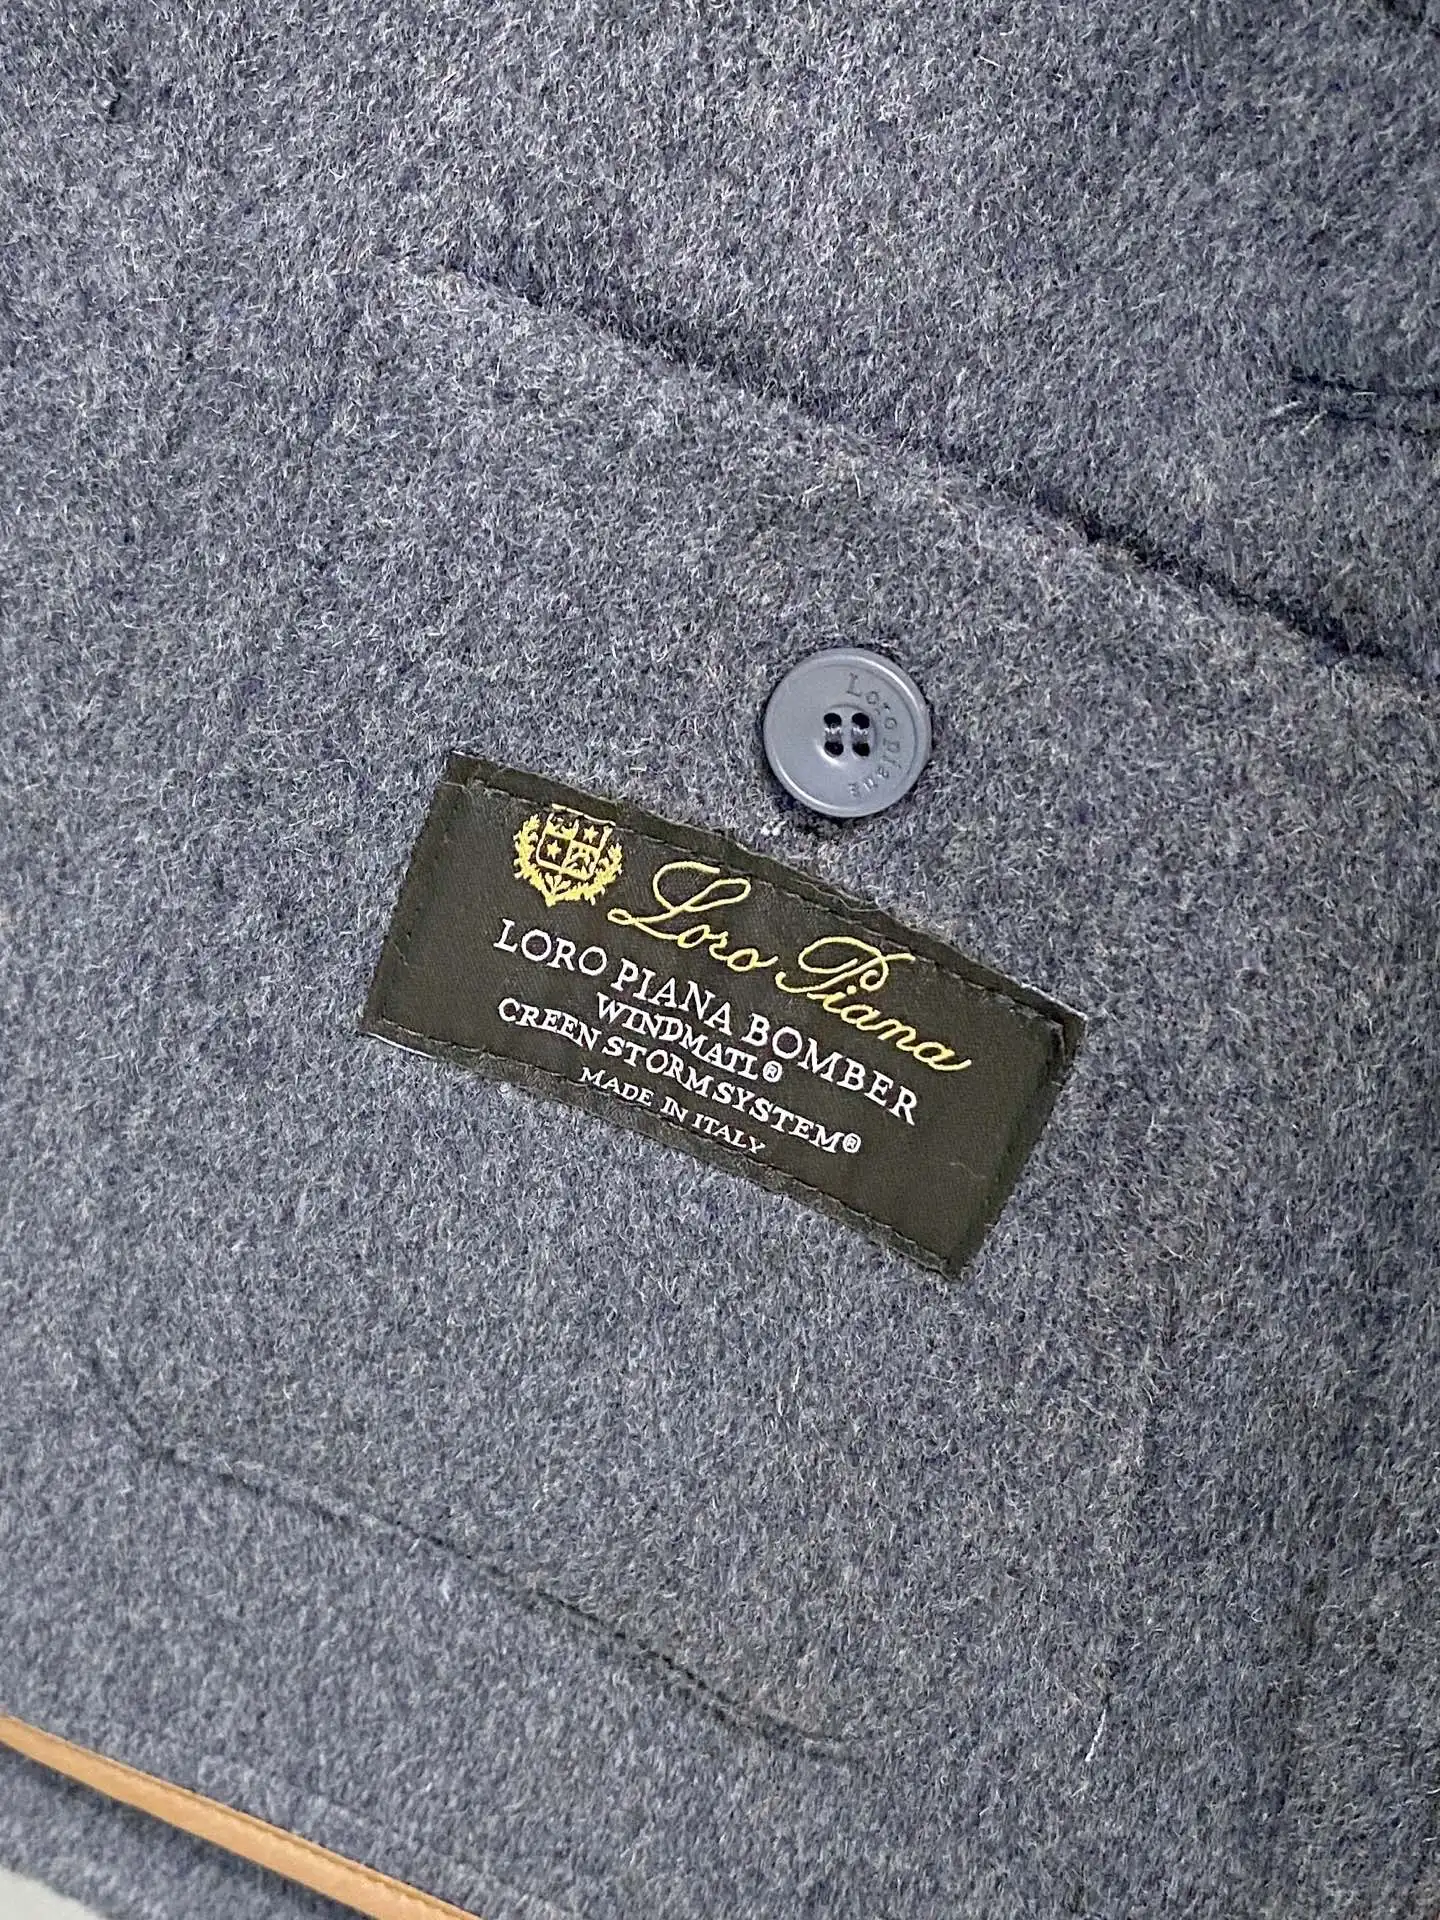 Loro Piana
Loro Piana
LORO PIANA BOMBER
WINDMATL®
CREEN STORMSYSTEM®
MADE IN ITALY